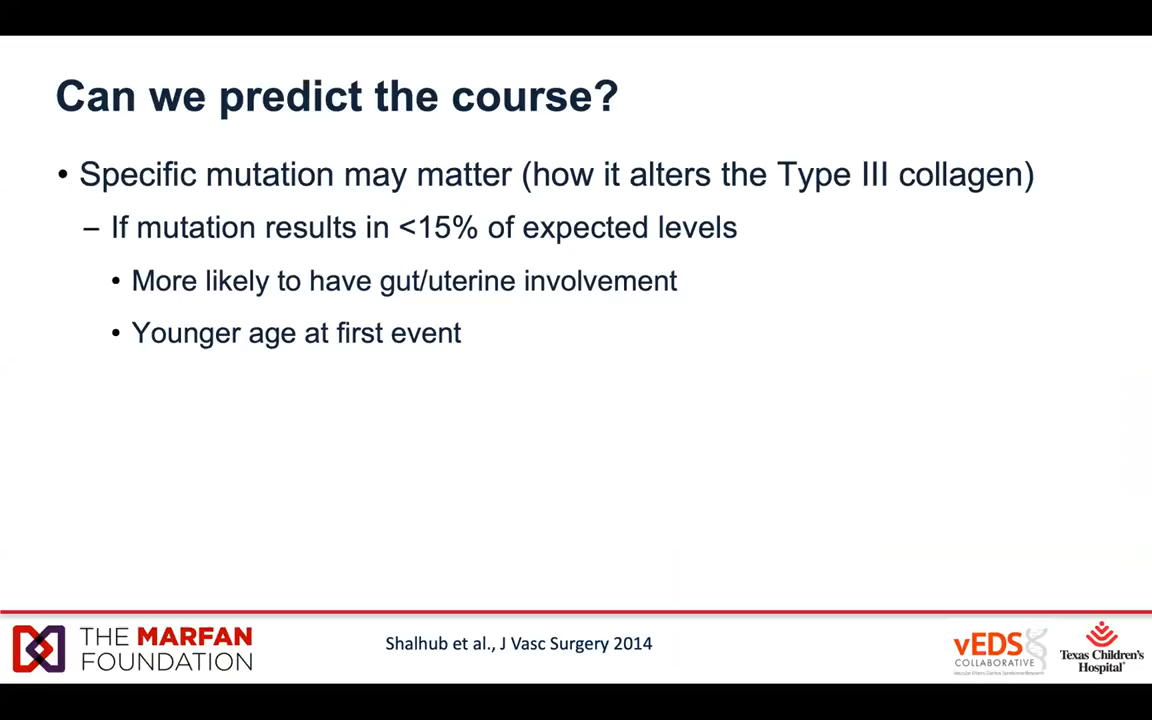 Can we predict the course?
• Specific mutation may matter (how it alters the Type III collagen)
– If mutation results in <15% of expected levels
• More likely to have gut/uterine involvement
• Younger age at first event
THE MARFAN
FOUNDATION
Shalhub et al., J Vasc Surgery 2014
vEDS
COLLABORATIVE
Texas Children's
Hospital®